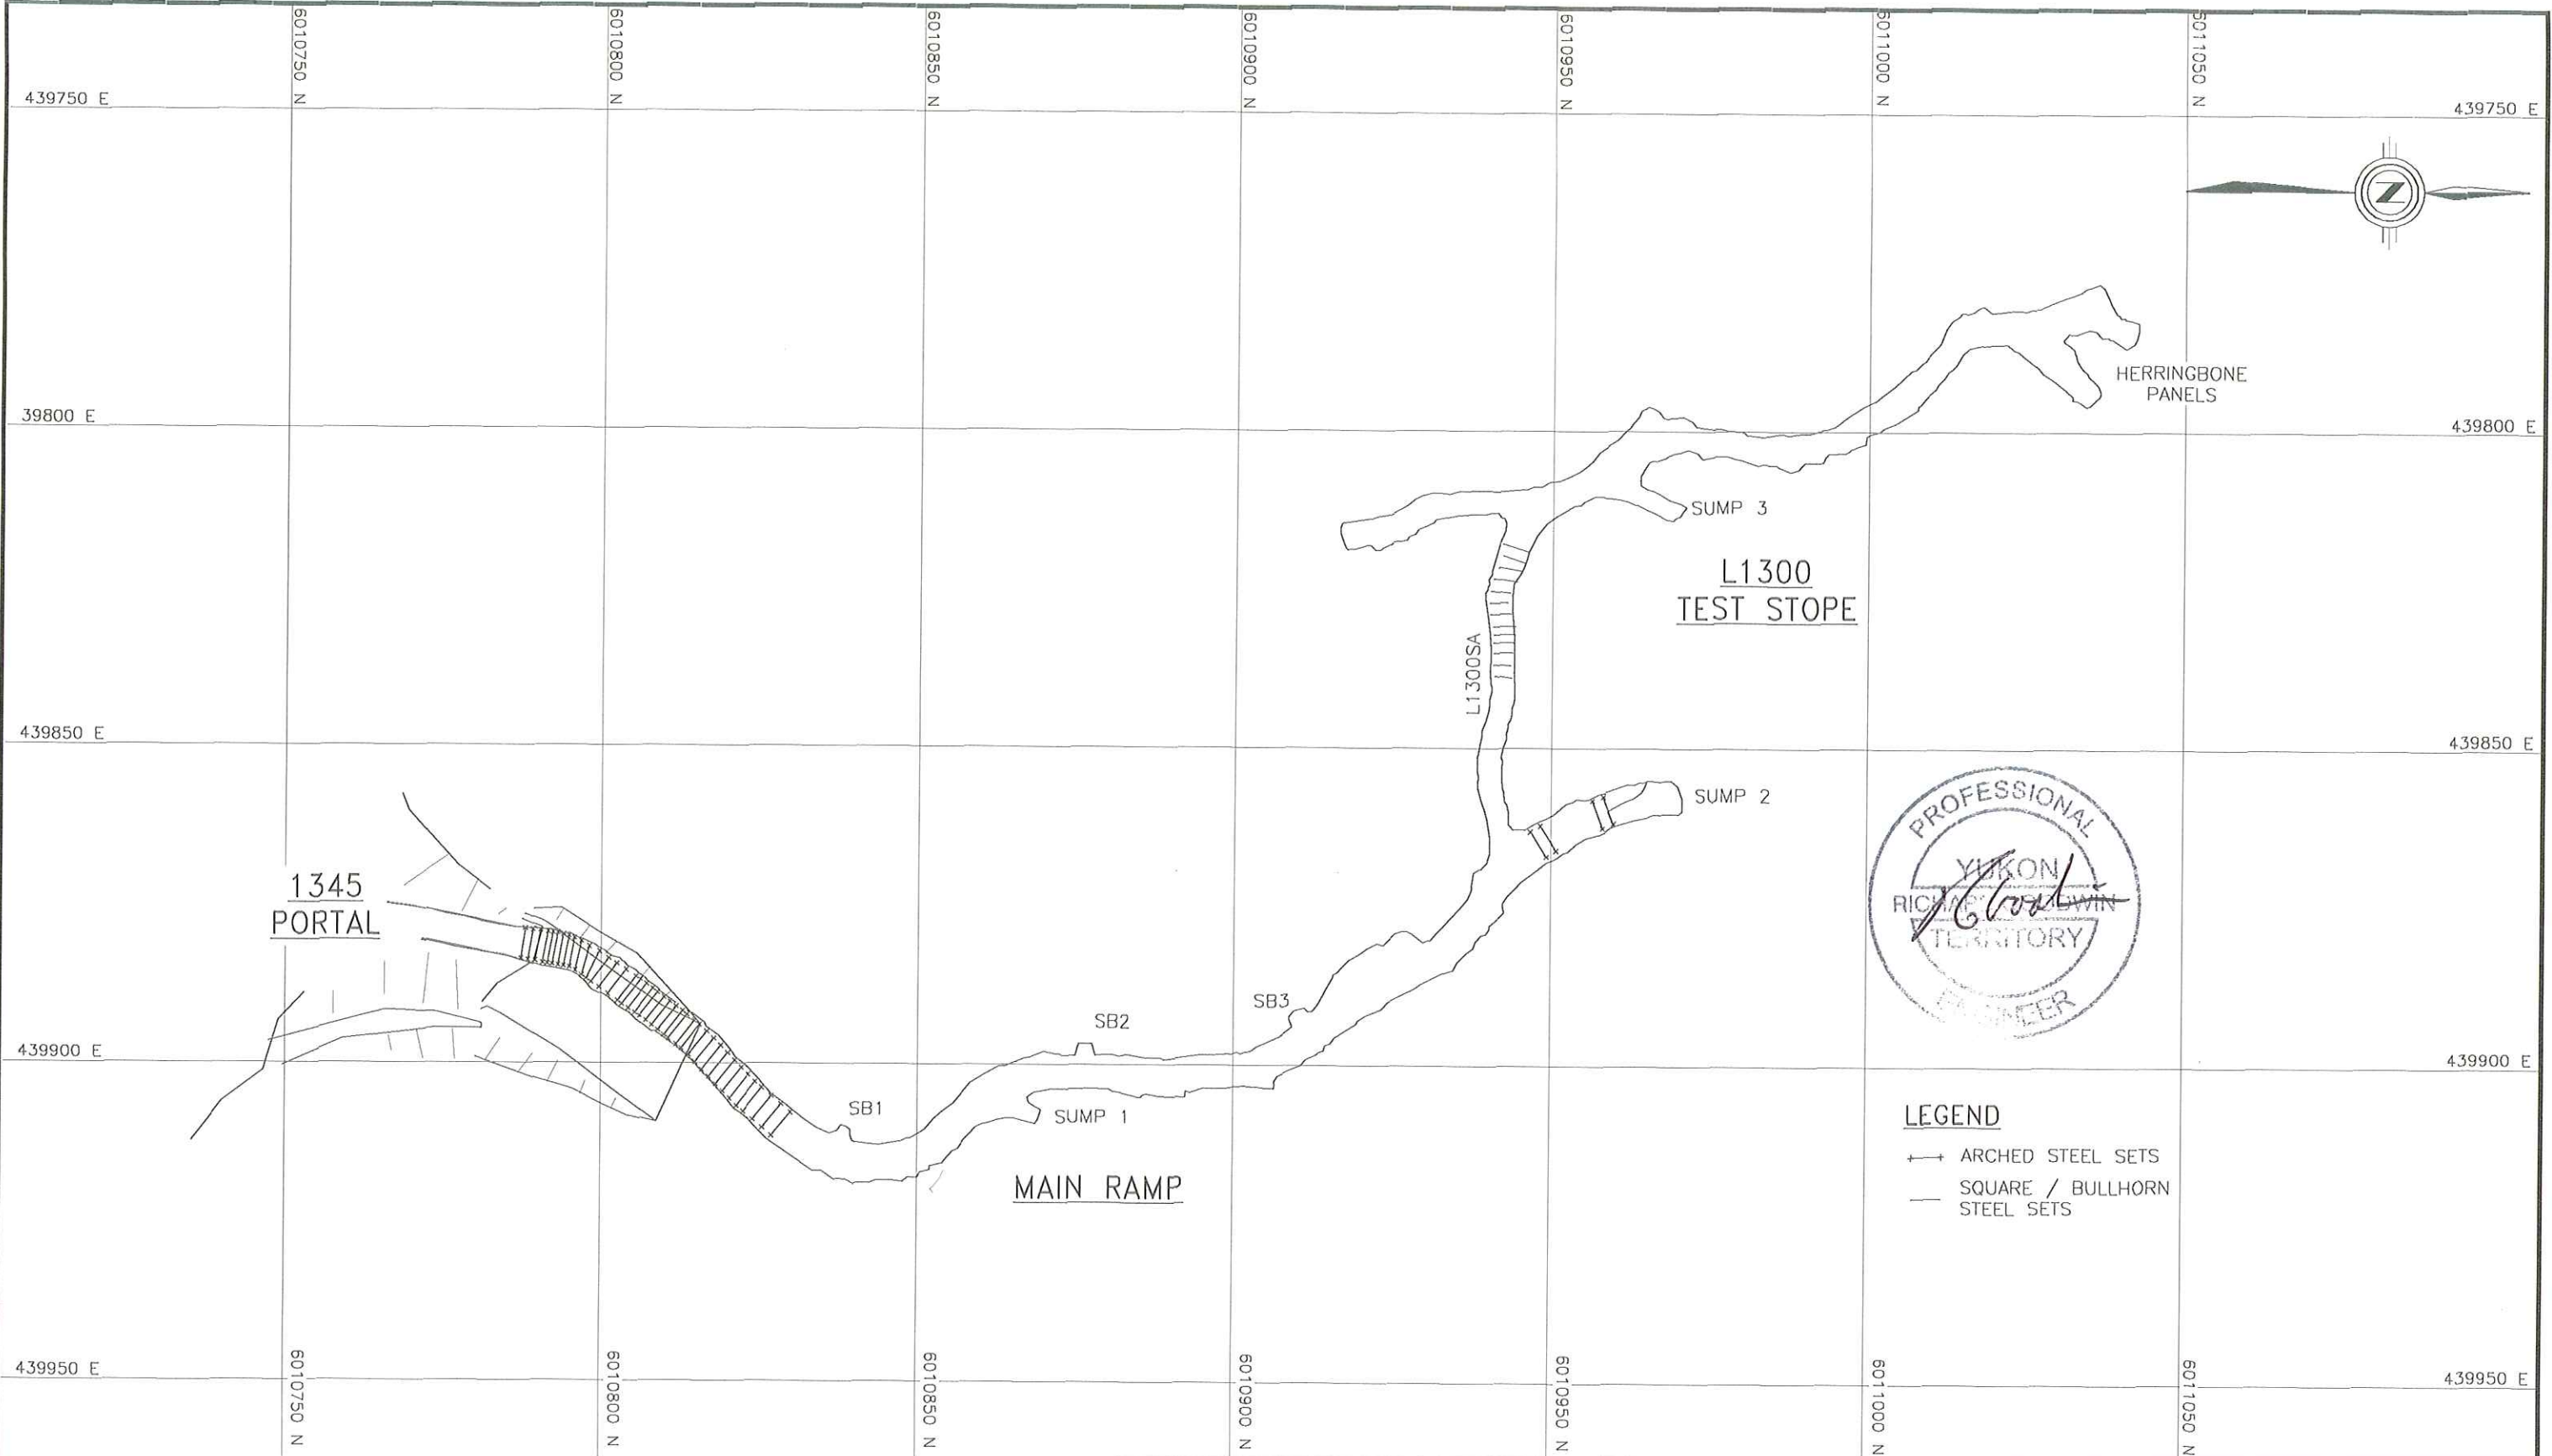 6010750 N
6010800 N
6010850 N
6010900 N
6010950 N
6011000 N
6011050 N
439750 E
439750 E
39800 E
439800 E
HERRINGBONE
PANELS
SUMP 3
L1300
TEST STOPE
L1300SA
439850 E
439850 E
SUMP 2
1345
PORTAL
PROFESSIONAL
YUKON
TERRITORY
ENGINEER
SB3
SB2
439900 E
439900 E
SB1
SUMP 1
MAIN RAMP
LEGEND
ARCHED STEEL SETS
SQUARE / BULLHORN
STEEL SETS
439950 E
439950 E
6010750 N
6010800 N
6010850 N
6010900 N
6010950 N
6011000 N
6011050 N